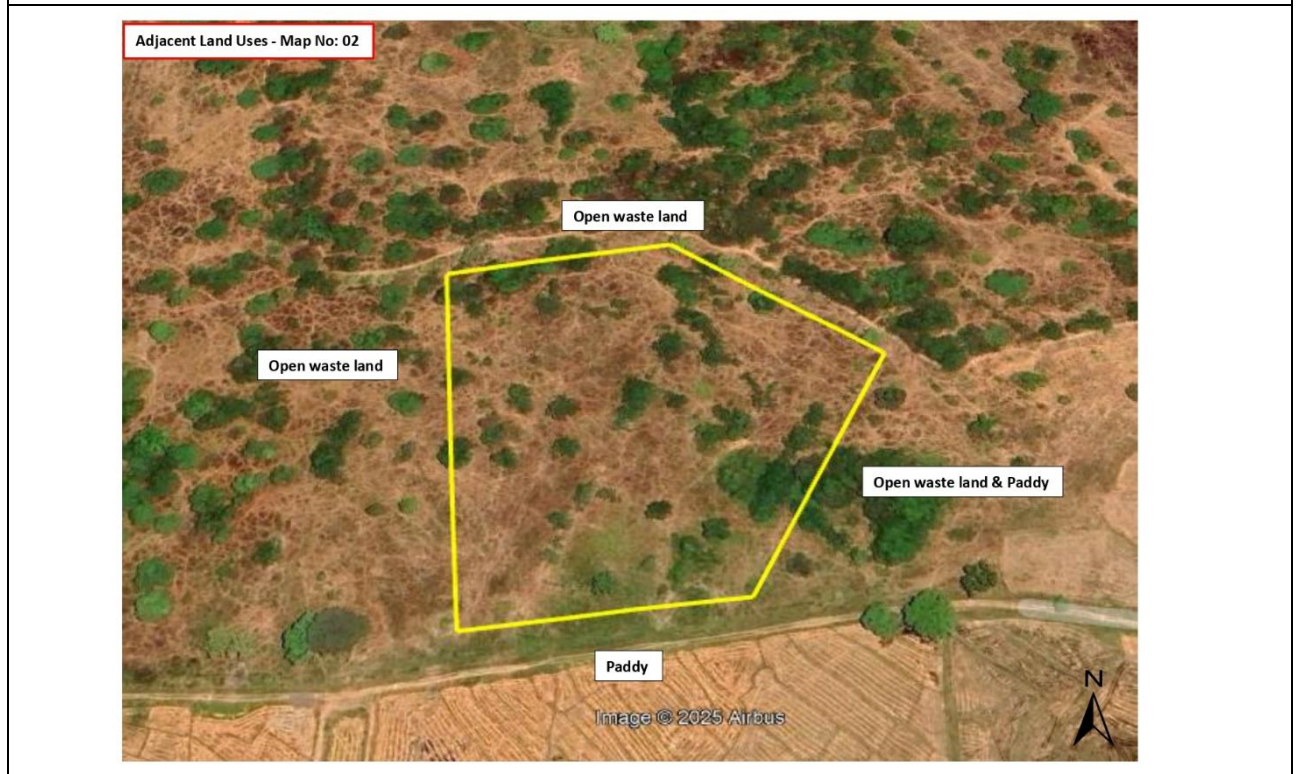 Adjacent Land Uses - Map No: 02
Open waste land
Open waste land
Open waste land & Paddy
Paddy
Image © 2025 Airbus
N